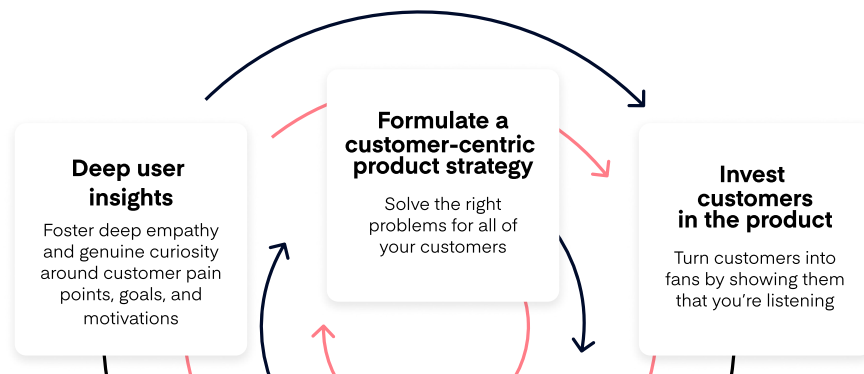 Deep user
insights
Foster deep empathy
and genuine curiosity
around customer pain
points, goals, and
motivations
Formulate a
customer-centric
product strategy
Solve the right
problems for all of
your customers
Invest
customers
in the product
Turn customers into
fans by showing them
that you’re listening